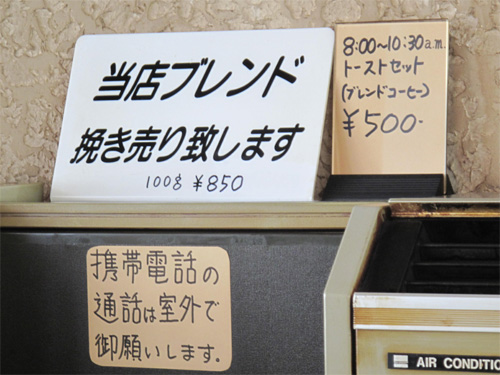 当店ブレンド
挽き売り致します
100g ¥850
8:00~10:30a.m.
トーストセット
(ブレンドコーヒー)
¥500-
携帯電話の
通話は室外で
御願いします.
AIR CONDITIO